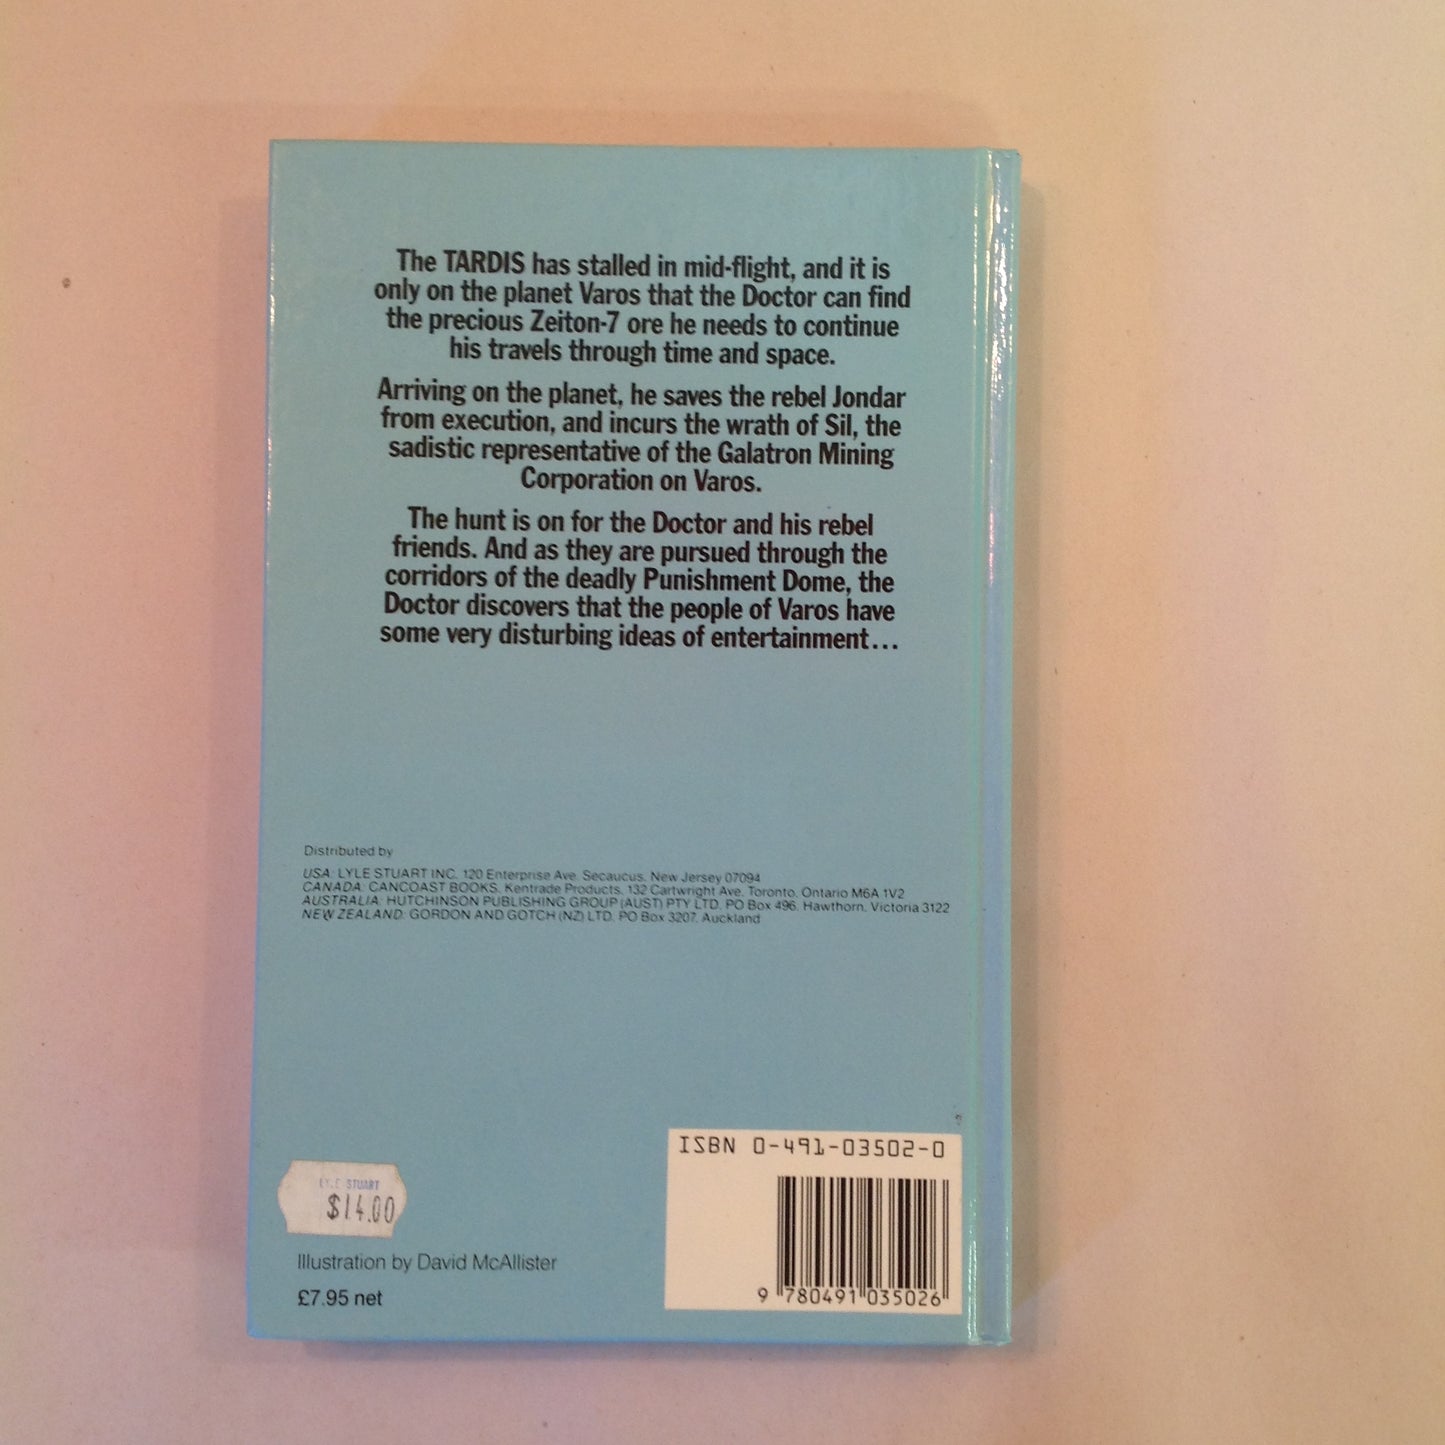 The TARDIS has stalled in mid-flight, and it is
only on the planet Varos that the Doctor can find
the precious Zeiton-7 ore he needs to continue
his travels through time and space.
Arriving on the planet, he saves the rebel Jondar
from execution, and incurs the wrath of Sil, the
sadistic representative of the Galatron Mining
Corporation on Varos.
The hunt is on for the Doctor and his rebel
friends. And as they are pursued through the
corridors of the deadly Punishment Dome, the
Doctor discovers that the people of Varos have
some very disturbing ideas of entertainment...
Distributed by
USA: LYLE STUART INC. 120 Enterprise Ave. Secaucus. New Jersey 07094
CANADA: CANCOAST BOOKS, Kentrade Products, 132 Cartwright Ave. Toronto. Ontario M6A 1V2
AUSTRALIA: HUTCHINSON PUBLISHING GROUP (AUST) PTY LTD. PO Box 496. Hawthorn. Victoria 3122
NEW ZEALAND: GORDON AND GOTCH (NZ) LTD. PO Box 3207. Auckland
ISBN 0-491-03502-0
LYLE STUART
$14.00
Illustration by David McAllister
£7.95 net
9 780491 035026